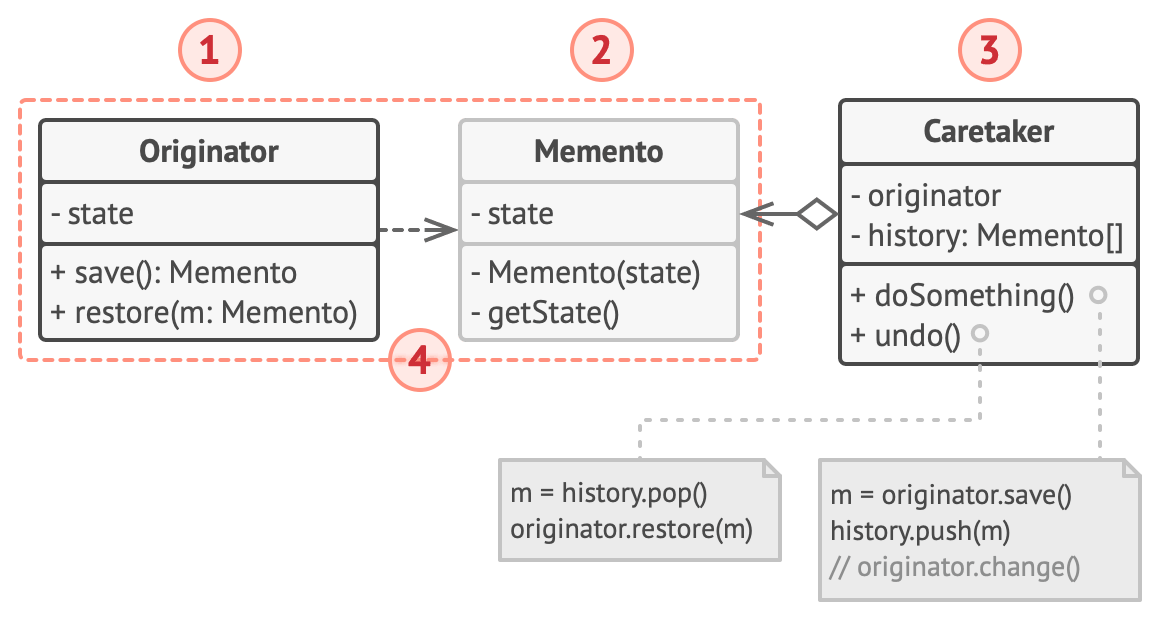 1
2
3
Originator
- state
+ save(): Memento
+ restore(m: Memento)
Memento
- state
- Memento(state)
- getState()
Caretaker
- originator
- history: Memento[]
+ doSomething()
+ undo()
4
m = history.pop()
originator.restore(m)
m = originator.save()
history.push(m)
// originator.change()